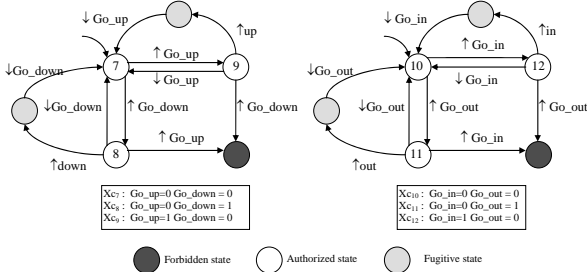 ↓ Go_up
↑up
↑ Go_up
7
9
↓ Go_up
↓Go_down
↓Go_down
↑ Go_down
↑ Go_down
↑ Go_up
8
↑down
Xc7 : Go_up=0 Go_down = 0
Xc8 : Go_up=0 Go_down = 1
Xc9 : Go_up=1 Go_down = 0
↓ Go_in
↑in
↑ Go_in
10
12
↓ Go_in
↓Go_out
↓Go_out
↑ Go_out
↑ Go_out
↑ Go_in
11
↑out
Xc10 : Go_in=0 Go_out = 0
Xc11 : Go_in=0 Go_out = 1
Xc12 : Go_in=1 Go_out = 0
Forbidden state
Authorized state
Fugitive state